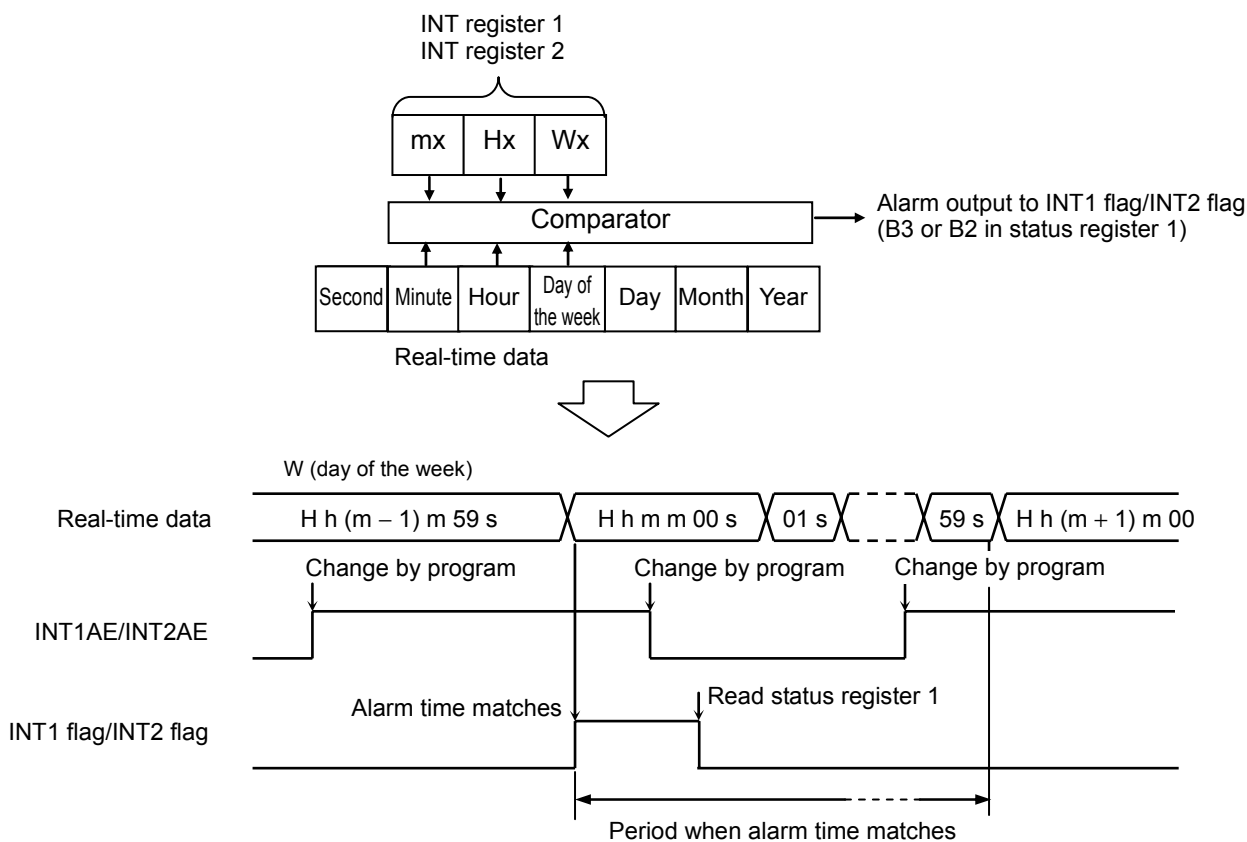 INT register 1
INT register 2
mx Hx Wx
Comparator
Alarm output to INT1 flag/INT2 flag
(B3 or B2 in status register 1)
Second Minute Hour Day of the week Day Month Year
Real-time data
W (day of the week)
Real-time data
H h (m − 1) m 59 s H h m m 00 s 01 s 59 s H h (m + 1) m 00
Change by program Change by program Change by program
INT1AE/INT2AE
Alarm time matches
Read status register 1
INT1 flag/INT2 flag
Period when alarm time matches